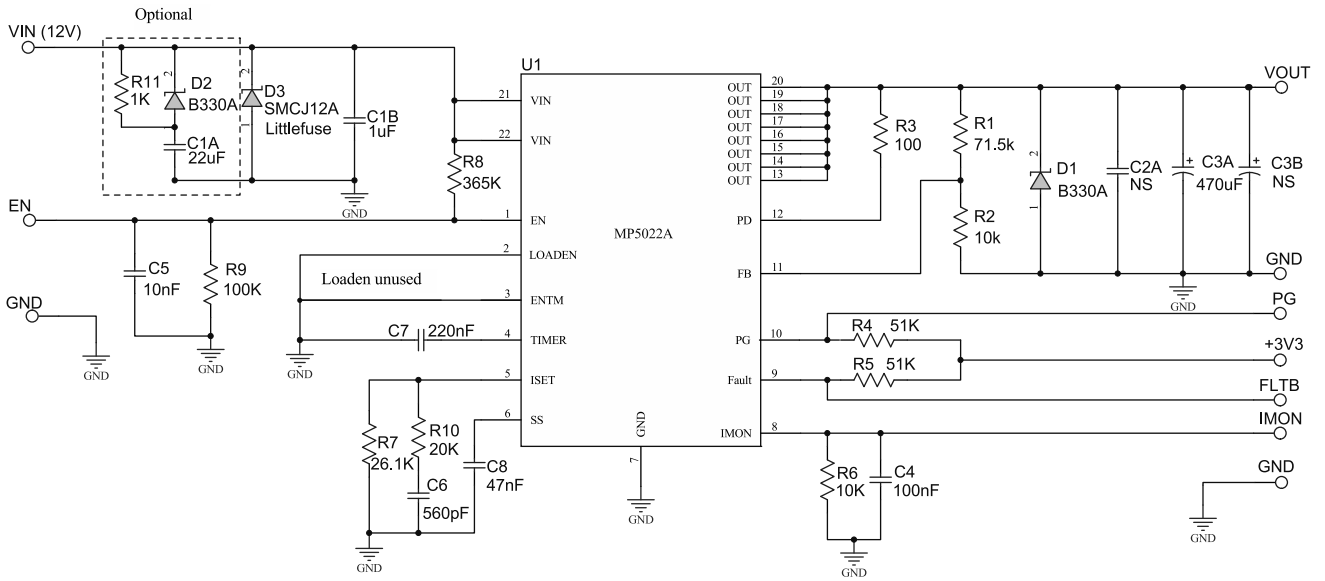 Optional
VIN (12V)
R11
1K
2
D2
B330A
C1A
22uF
2
D3
SMCJ12A
Littlefuse
1
C1B
1uF
GND
R8
365K
EN
C5
10nF
R9
100K
GND
GND
GND
Loaden unused
C7
220nF
GND
R7
26.1K
R10
20K
C6
560pF
C8
47nF
GND
U1
MP5022A
21
VIN
22
VIN
1
EN
2
LOADEN
3
ENTM
4
TIMER
5
ISET
6
SS
GND
7
GND
OUT
20
OUT
19
OUT
18
OUT
17
OUT
16
OUT
15
OUT
14
OUT
13
PD
12
FB
11
PG
10
Fault
9
IMON
8
R3
100
R1
71.5k
R2
10k
2
D1
B330A
1
C2A
NS
+
C3A
470uF
+
C3B
NS
VOUT
GND
GND
PG
R4
51K
R5
51K
+3V3
FLTB
IMON
R6
10K
C4
100nF
GND
GND
GND